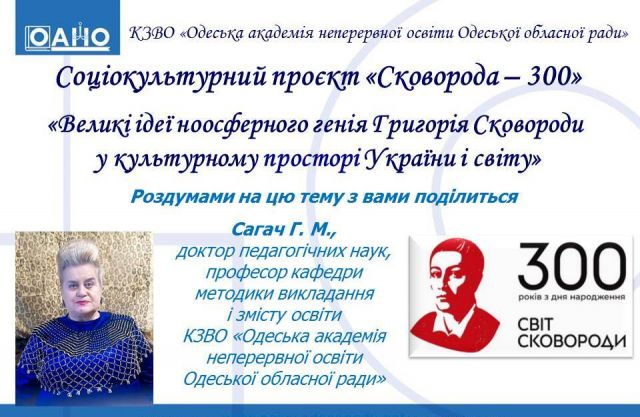 ОАНО
КЗВО «Одеська академія неперервної освіти Одеської обласної ради»
Соціокультурний проєкт «Сковорода – 300»
«Великі ідеї ноосферного генія Григорія Сковороди
у культурному просторі України і світу»
Роздумами на цю тему з вами поділиться
Сагач Г. М.,
доктор педагогічних наук,
професор кафедри
методики викладання
і змісту освіти
КЗВО «Одеська академія
неперервної освіти
Одеської обласної ради»
300
років з дня народження
СВІТ
СКОВОРОДИ